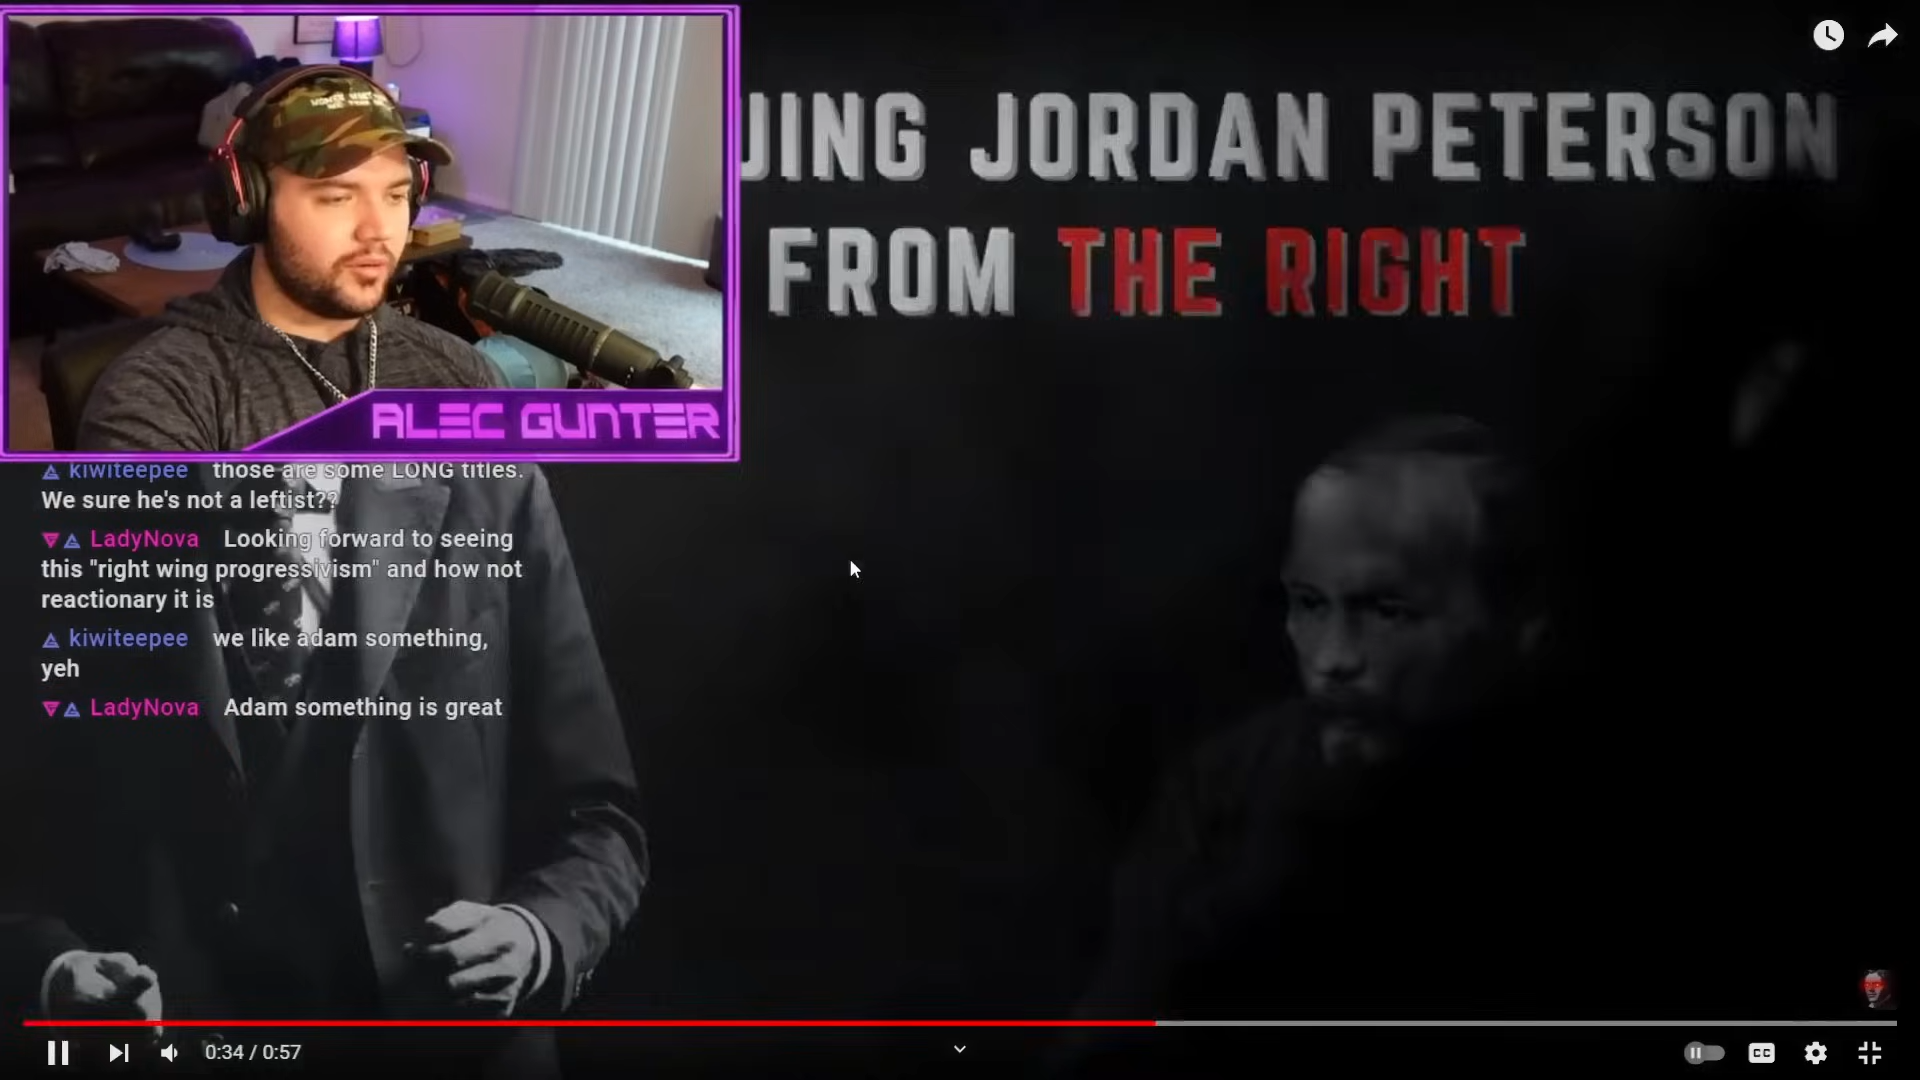 UING JORDAN PETERSON
FROM THE RIGHT
ALEC GUNTER
kiwiteepee those are some LONG titles.
We sure he's not a leftist??
LadyNova Looking forward to seeing
this "right wing progressivism" and how not
reactionary it is
kiwiteepee we like adam something,
yeh
LadyNova Adam something is great
0:34 / 0:57
CC